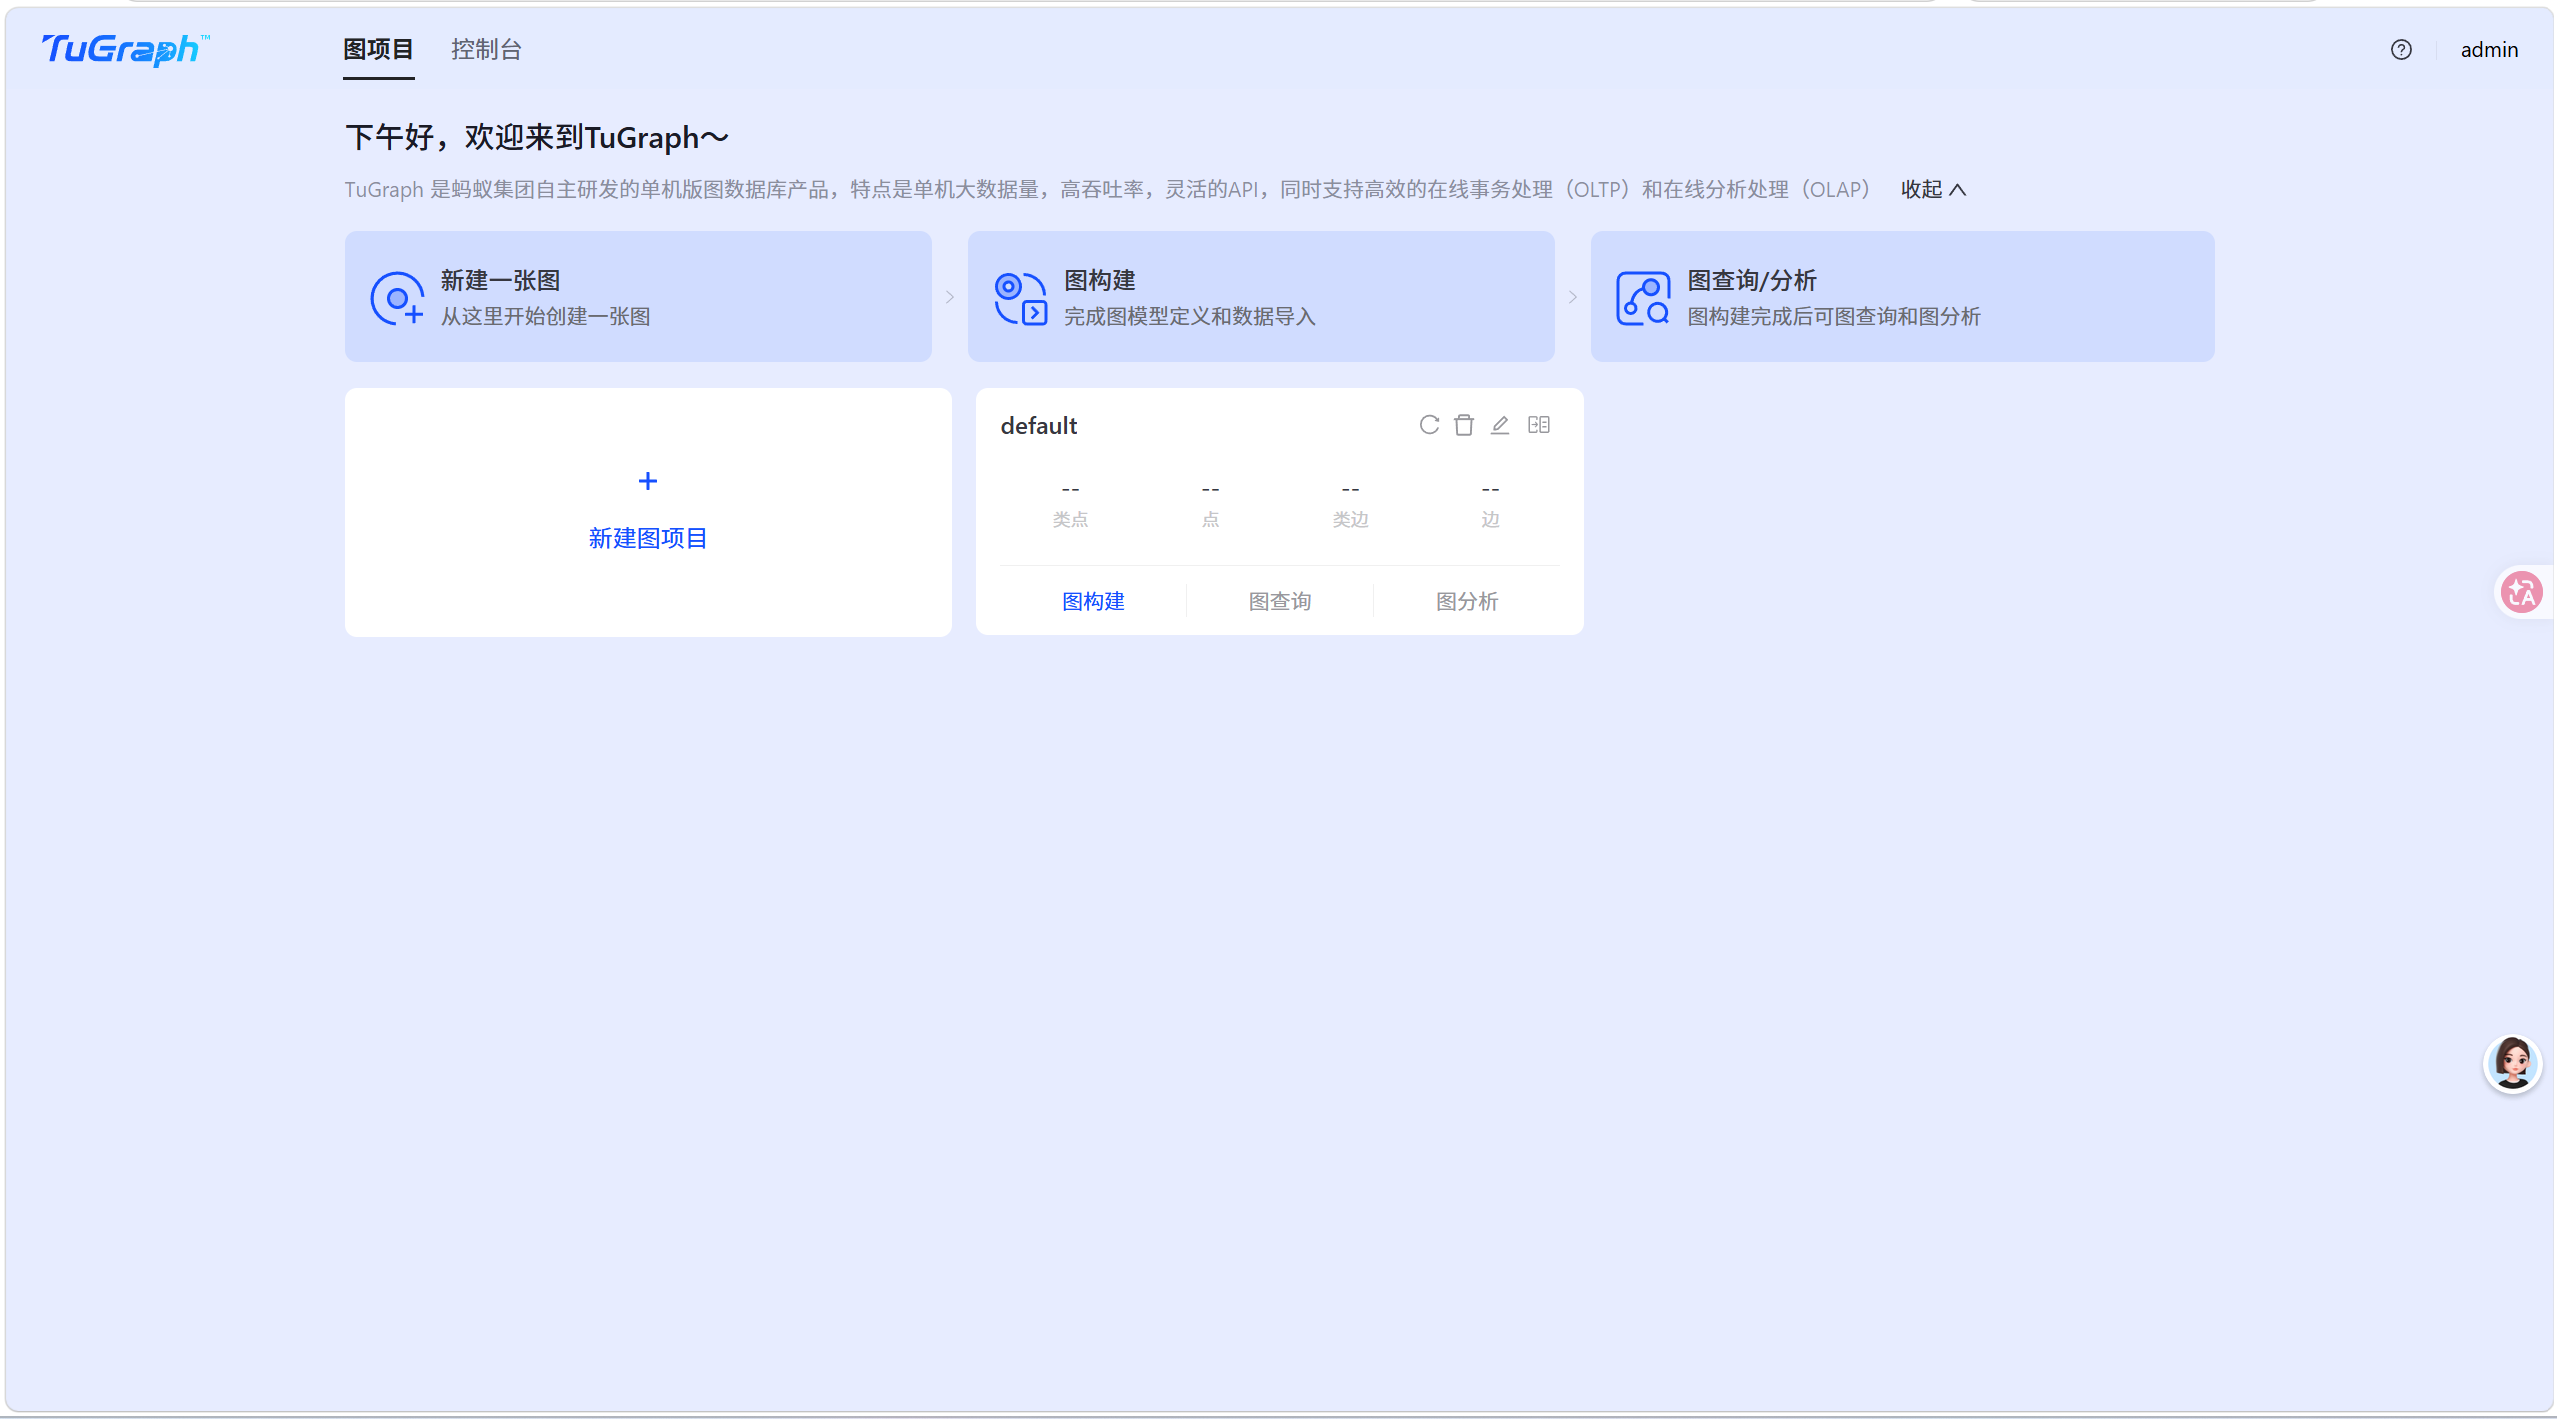 TuGraph™
图项目 控制台 admin
下午好，欢迎来到TuGraph～
TuGraph 是蚂蚁集团自主研发的单机版图数据库产品，特点是单机大数据量，高吞吐率，灵活的API，同时支持高效的在线事务处理（OLTP）和在线分析处理（OLAP） 收起
新建一张图
从这里开始创建一张图
图构建
完成图模型定义和数据导入
图查询/分析
图构建完成后可图查询和图分析
+
新建图项目
default
-- -- -- --
类点 点 类边 边
图构建 图查询 图分析